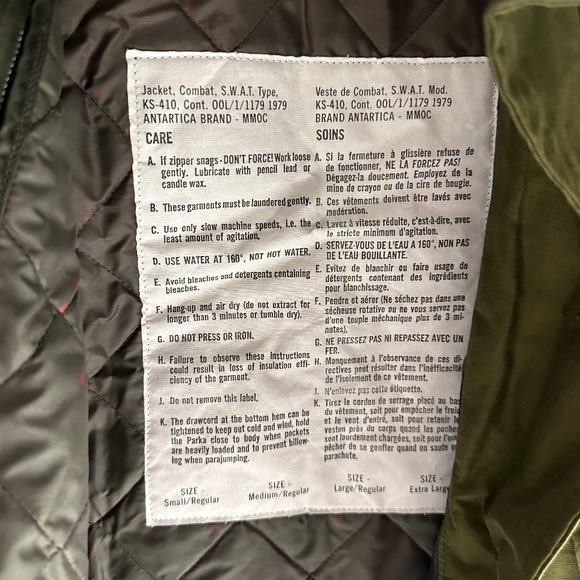 Jacket, Combat, S.W.A.T. Type,
KS-410, Cont. OOL/1/1179 1979
ANTARTICA BRAND - MMOC
CARE
A. If zipper snags - DON'T FORCE! Work loose
gently. Lubricate with pencil lead or
candle wax.
B. These garments must be laundered gently.
C. Use only slow machine speeds, i.e. the
least amount of agitation.
D. USE WATER AT 160°, NOT HOT WATER.
E. Avoid bleaches and detergents containing
bleaches.
F. Hang-up and air dry (do not extract for
longer than 3 minutes or tumble dry).
G. DO NOT PRESS OR IRON.
H. Failure to observe these instructions
could result in loss of insulation effi-
ciency of the garment.
J. Do not remove this label.
K. The drawcord at the bottom hem can be
tightened to keep out cold and wind, hold
the Parka close to body when pockets
are heavily loaded and to prevent billow-
ing when parajumping.
Veste de Combat, S.W.A.T. Mod.
KS-410, Cont. OOL/1/1179 1979
BRAND ANTARTICA - MMOC
SOINS
A. Si la fermeture à glissière refuse de
de fonctionner, NE LA FORCEZ PAS!
Dégagez-la doucement. Employez de la
mine de crayon ou de la cire de bougie.
B. Ces vêtements doivent être lavés avec
modération.
C. Lavez à vitesse réduite, c'est-à-dire, avec
le stricte minimum d'agitation.
D. SERVEZ-VOUS DE L'EAU A 160°, NON PAS
DE L'EAU BOUILLANTE.
E. Evitez de blanchir ou faire usage de
détergents contenant des ingrédients
pour blanchissage.
F. Pendre et aérer (Ne séchez pas dans une
sécheuse rotative ou ne vous servez pas
d'une toupie méchanique plus de 3 mi-
nutes).
G. NE PRESSEZ PAS NI REPASSEZ AVEC UN
FER.
H. Manquement à l'observance de ces di-
rectives peut résulter dans l'inefficacité
de l'isolement de ce vêtement.
J. N'enlevez pas cette étiquette.
K. Tirez le cordon de serrage placé au bas
du vêtement, soit pour empêcher le froid
et le vent d'entré, soit pour retenir le
veston près du corps quand les poches
sont lourdement chargées, soit pour l'em-
pêcher de se gonfler quand on saute en
parachute.
SIZE - Small/Regular
SIZE - Medium/Regular
SIZE - Large/Regular
SIZE - Extra Large